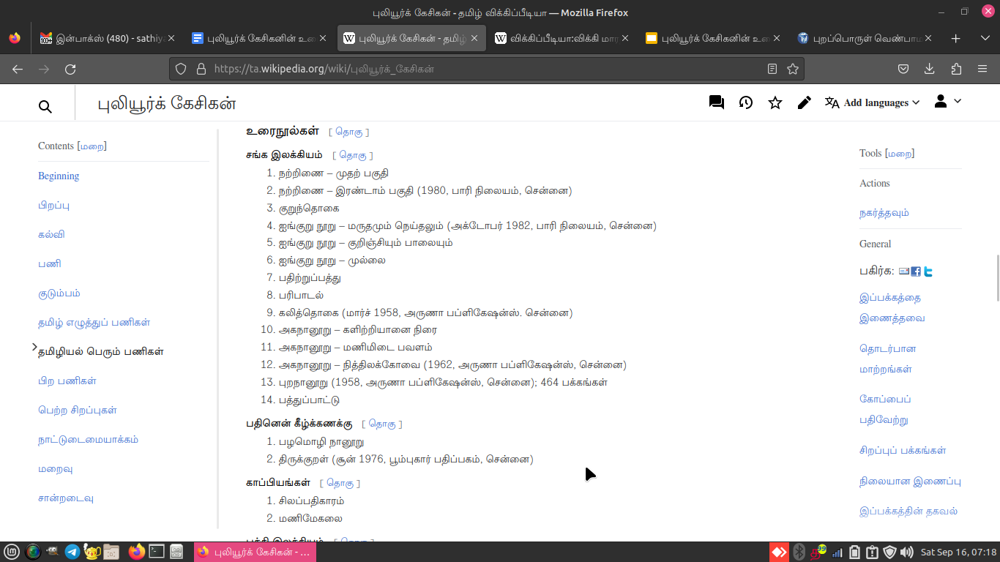 புலியூர்க் கேசிகன் - தமிழ் விக்கிப்பீடியா — Mozilla Firefox
இன்பாக்ஸ் (480) - sathiy
புலியூர்க் கேசிகனின் உரை
புலியூர்க் கேசிகன் - தமிழ்
விக்கிப்பீடியா:விக்கி மார
புலியூர்க் கேசிகனின் உரை
புறப்பொருள் வெண்பாம
https://ta.wikipedia.org/wiki/புலியூர்க்_கேசிகன்
புலியூர்க் கேசிகன்
Add languages
Contents [மறை]
Beginning
பிறப்பு
கல்வி
பணி
குடும்பம்
தமிழ் எழுத்துப் பணிகள்
தமிழியல் பெரும் பணிகள்
பிற பணிகள்
பெற்ற சிறப்புகள்
நாட்டுடைமையாக்கம்
மறைவு
சான்றடைவு
உரைநூல்கள் [ தொகு ]
சங்க இலக்கியம் [ தொகு ]
1. நற்றிணை – முதற் பகுதி
2. நற்றிணை – இரண்டாம் பகுதி (1980, பாரி நிலையம், சென்னை)
3. குறுந்தொகை
4. ஐங்குறு நூறு – மருதமும் நெய்தலும் (அக்டோபர் 1982, பாரி நிலையம், சென்னை)
5. ஐங்குறு நூறு – குறிஞ்சியும் பாலையும்
6. ஐங்குறு நூறு – முல்லை
7. பதிற்றுப்பத்து
8. பரிபாடல்
9. கலித்தொகை (மார்ச் 1958, அருணா பப்ளிகேஷன்ஸ். சென்னை)
10. அகநானூறு – களிற்றியானை நிரை
11. அகநானூறு – மணிமிடை பவளம்
12. அகநானூறு – நித்திலக்கோவை (1962, அருணா பப்ளிகேஷன்ஸ், சென்னை)
13. புறநானூறு (1958, அருணா பப்ளிகேஷன்ஸ், சென்னை); 464 பக்கங்கள்
14. பத்துப்பாட்டு
பதினென் கீழ்க்கணக்கு [ தொகு ]
1. பழமொழி நானூறு
2. திருக்குறள் (சூன் 1976, பூம்புகார் பதிப்பகம், சென்னை)
காப்பியங்கள் [ தொகு ]
1. சிலப்பதிகாரம்
2. மணிமேகலை
பக்தி இலக்கியம் [ தொகு ]
Tools [மறை]
Actions
நகர்த்தவும்
General
பகிர்க:
இப்பக்கத்தை
இணைத்தவை
தொடர்பான
மாற்றங்கள்
கோப்பைப்
பதிவேற்று
சிறப்புப் பக்கங்கள்
நிலையான இணைப்பு
இப்பக்கத்தின் தகவல்
புலியூர்க் கேசிகன் - ...
த 99
Sat Sep 16, 07:18